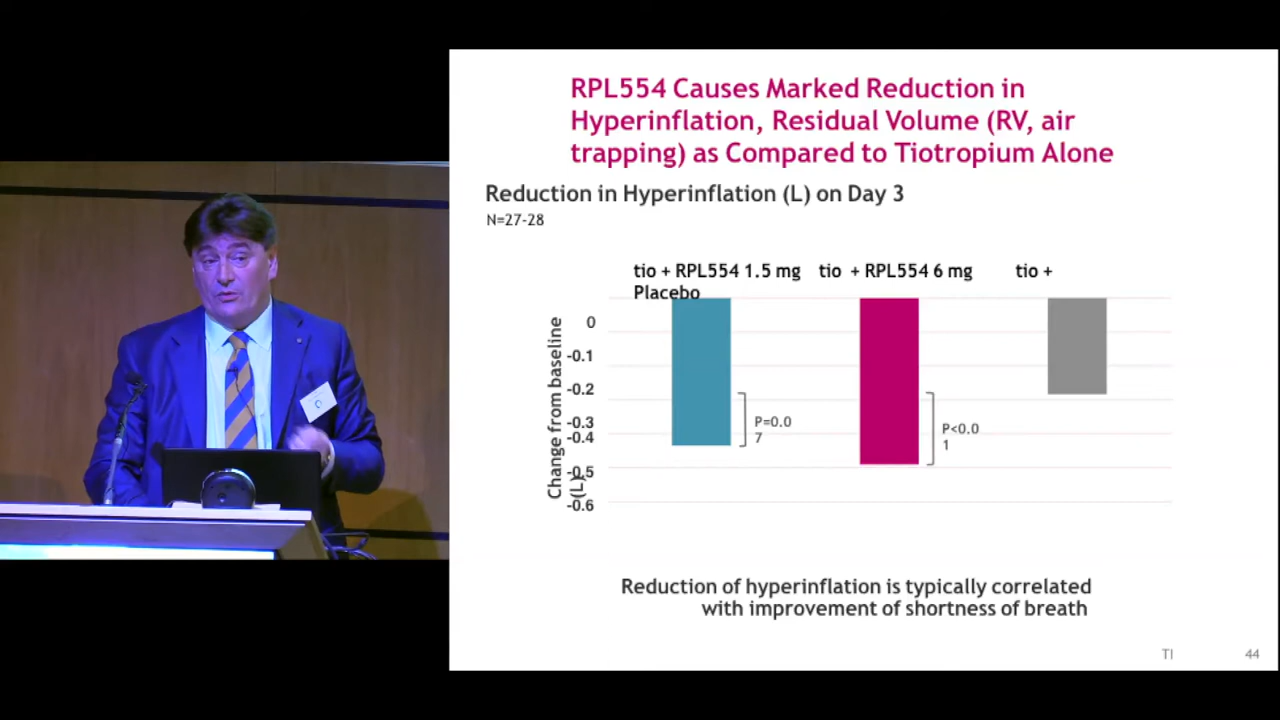 RPL554 Causes Marked Reduction in
Hyperinflation, Residual Volume (RV, air
trapping) as Compared to Tiotropium Alone
Reduction in Hyperinflation (L) on Day 3
N=27-28
tio + RPL554 1.5 mg tio + RPL554 6 mg tio +
Placebo
Change from baseline
(L)
0
-0.1
-0.2
-0.3
-0.4
-0.5
-0.6
P=0.0
7
P<0.0
1
Reduction of hyperinflation is typically correlated
with improvement of shortness of breath
TI 44